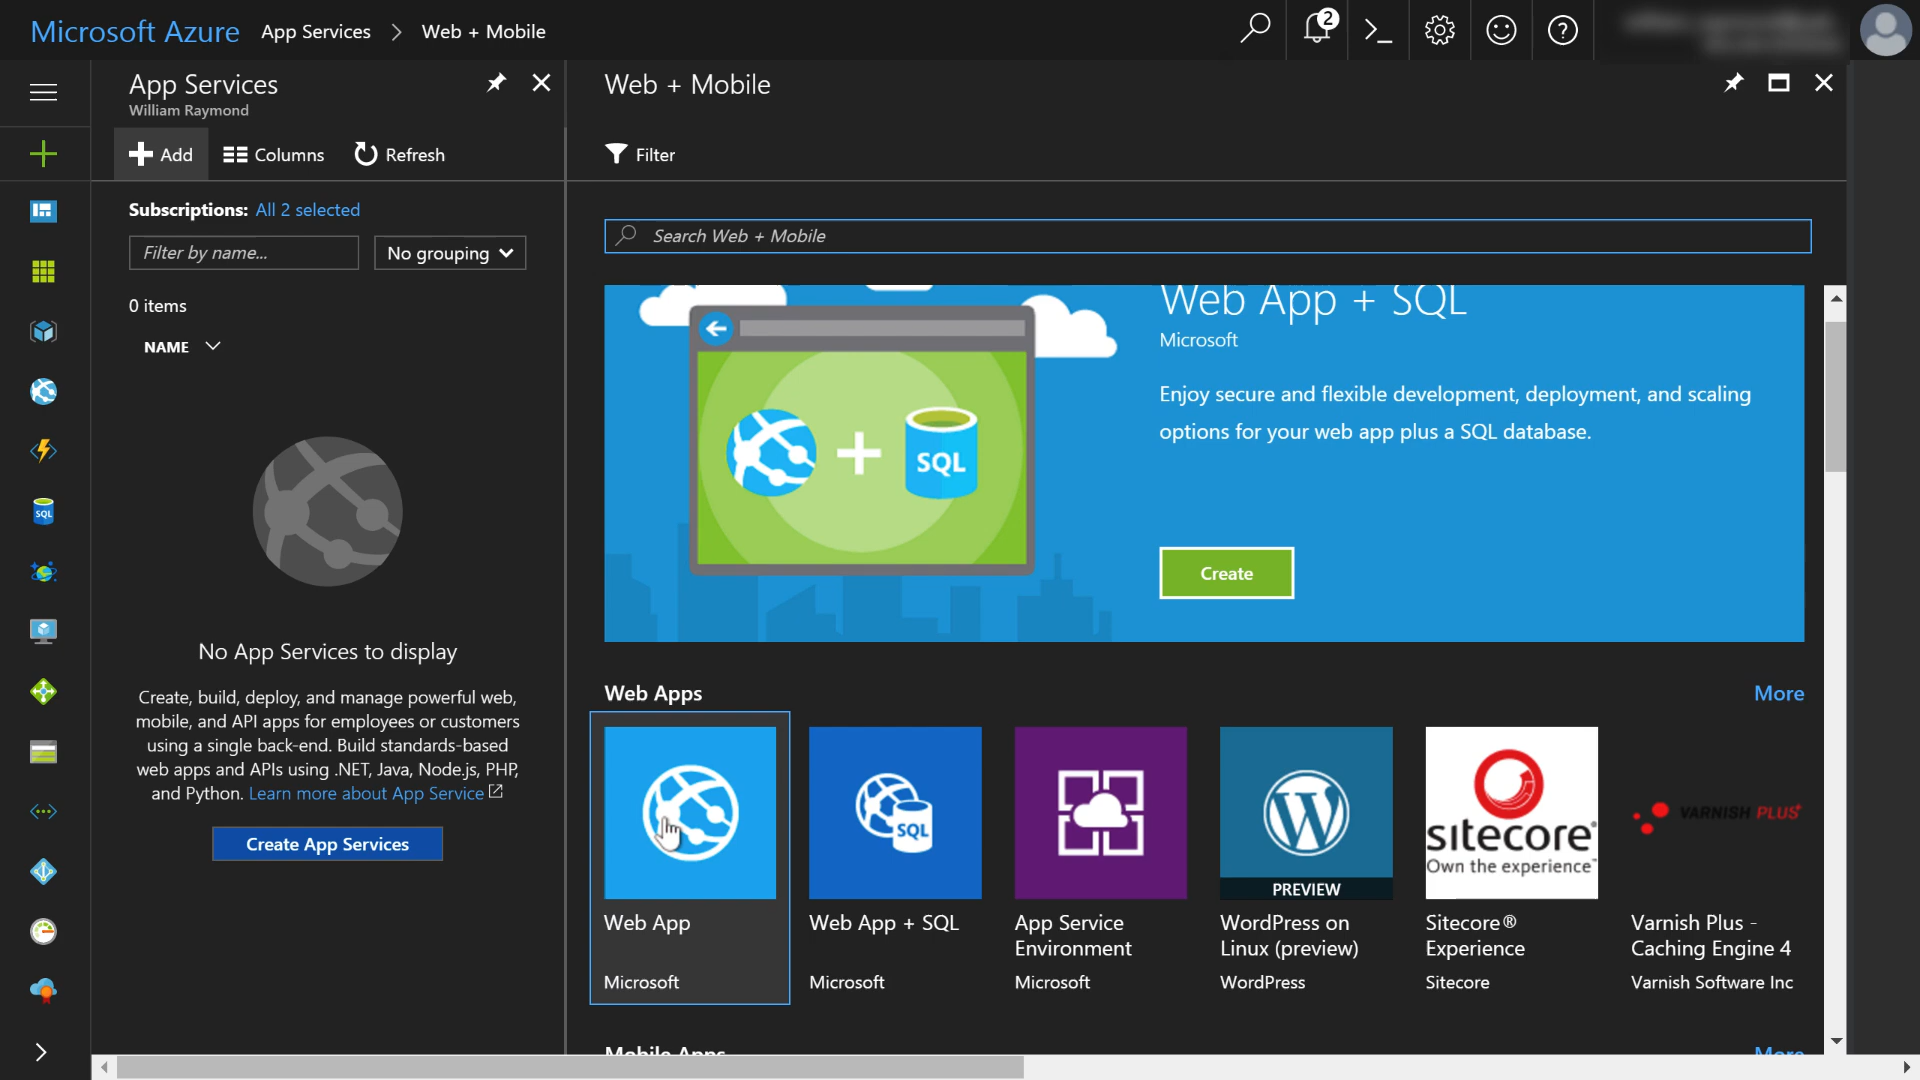 Microsoft Azure
App Services
Web + Mobile
2
App Services
William Raymond
Add
Columns
Refresh
Subscriptions: All 2 selected
Filter by name...
No grouping
0 items
NAME
No App Services to display
Create, build, deploy, and manage powerful web,
mobile, and API apps for employees or customers
using a single back-end. Build standards-based
web apps and APIs using .NET, Java, Node.js, PHP,
and Python. Learn more about App Service
Create App Services
SQL
Web + Mobile
Filter
Search Web + Mobile
Web App + SQL
Microsoft
Enjoy secure and flexible development, deployment, and scaling
options for your web app plus a SQL database.
SQL
Create
Web Apps
More
SQL
PREVIEW
sitecore
Own the experience
VARNISH PLUS
Web App
Microsoft
Web App + SQL
Microsoft
App Service
Environment
Microsoft
WordPress on
Linux (preview)
WordPress
Sitecore®
Experience
Sitecore
Varnish Plus -
Caching Engine 4
Varnish Software Inc
Mobile Apps
More